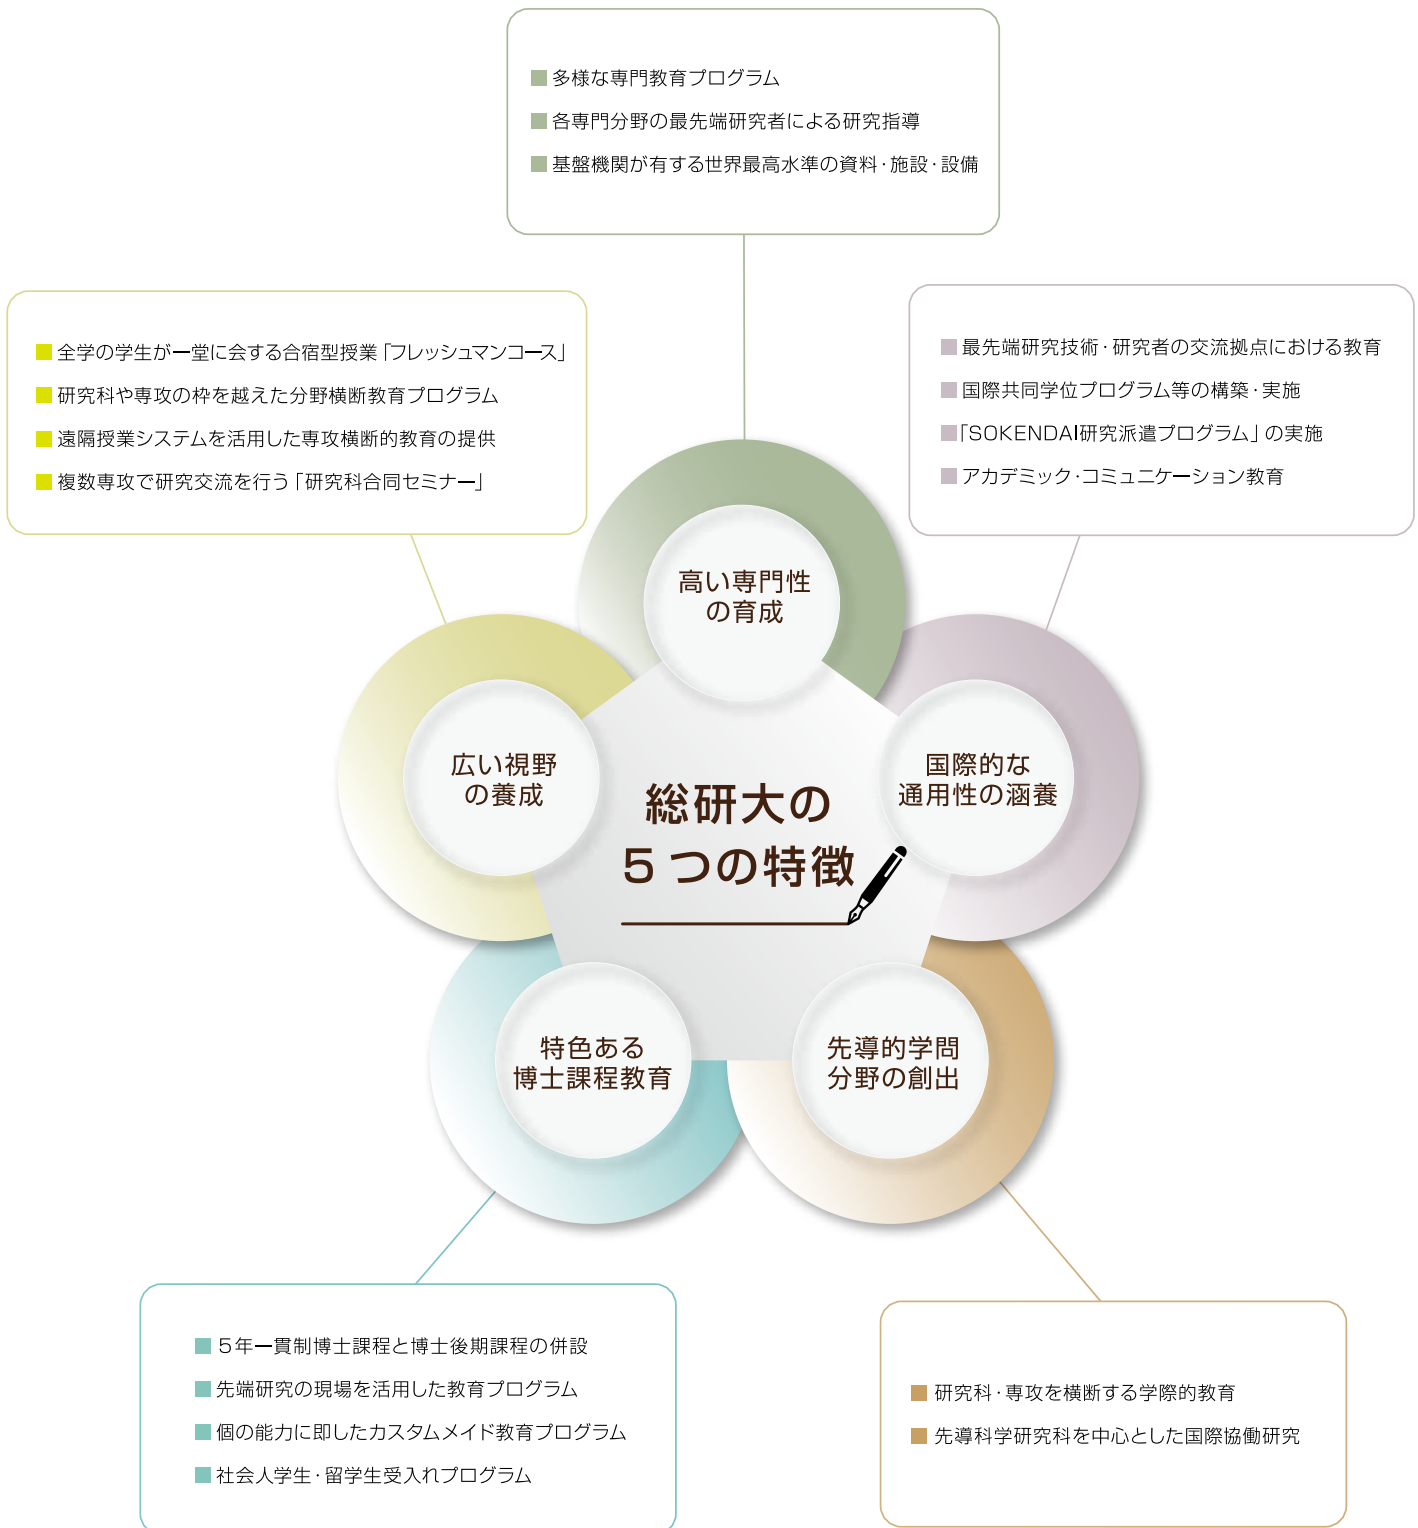 多様な専門教育プログラム
各専門分野の最先端研究者による研究指導
基盤機関が有する世界最高水準の資料・施設・設備
全学の学生が一堂に会する合宿型授業「フレッシュマンコース」
研究科や専攻の枠を越えた分野横断教育プログラム
遠隔授業システムを活用した専攻横断的教育の提供
複数専攻で研究交流を行う「研究科合同セミナー」
最先端研究技術・研究者の交流拠点における教育
国際共同学位プログラム等の構築・実施
「SOKENDAI研究派遣プログラム」の実施
アカデミック・コミュニケーション教育
高い専門性
の育成
広い視野
の養成
国際的な
通用性の涵養
総研大の
5つの特徴
特色ある
博士課程教育
先導的学問
分野の創出
5年一貫制博士課程と博士後期課程の併設
先端研究の現場を活用した教育プログラム
個の能力に即したカスタムメイド教育プログラム
社会人学生・留学生受入れプログラム
研究科・専攻を横断する学際的教育
先導科学研究科を中心とした国際協働研究